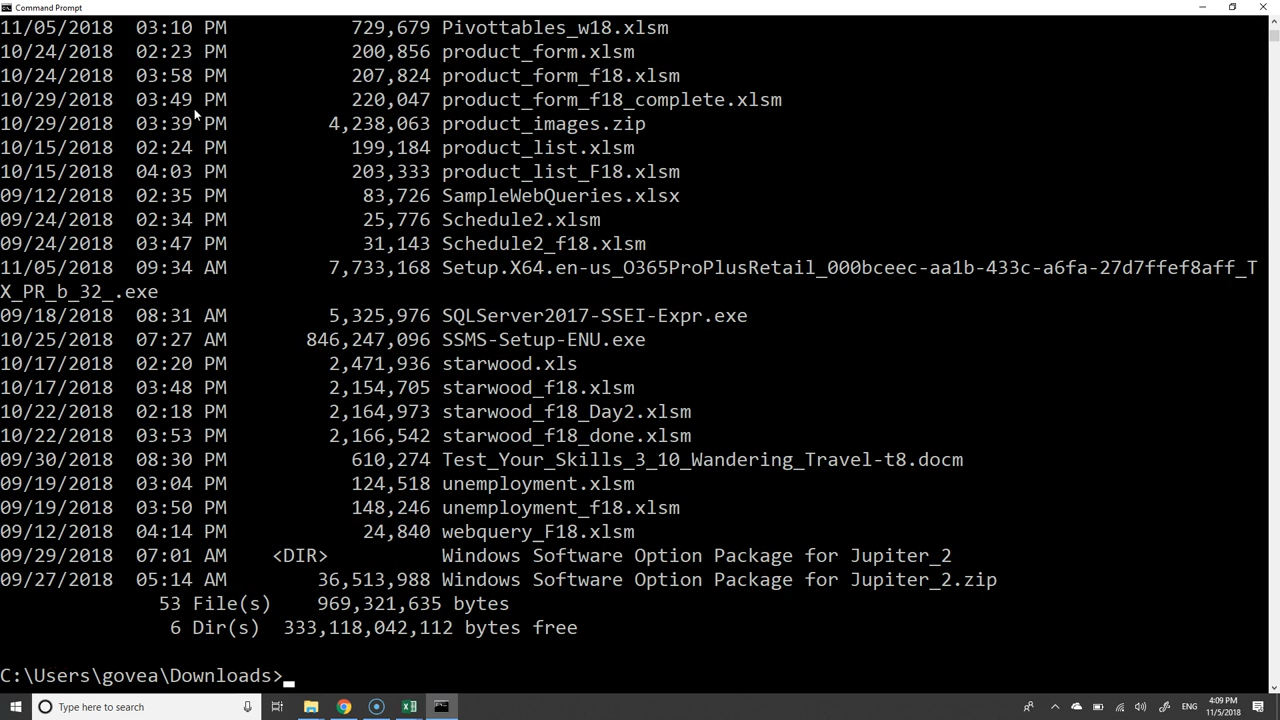 Command Prompt
11/05/2018  03:10 PM           729,679 Pivottables_w18.xlsm
10/24/2018  02:23 PM           200,856 product_form.xlsm
10/24/2018  03:58 PM           207,824 product_form_f18.xlsm
10/29/2018  03:49 PM           220,047 product_form_f18_complete.xlsm
10/29/2018  03:39 PM         4,238,063 product_images.zip
10/15/2018  02:24 PM           199,184 product_list.xlsm
10/15/2018  04:03 PM           203,333 product_list_F18.xlsm
09/12/2018  02:35 PM            83,726 SampleWebQueries.xlsx
09/24/2018  02:34 PM            25,776 Schedule2.xlsm
09/24/2018  03:47 PM            31,143 Schedule2_f18.xlsm
11/05/2018  09:34 AM         7,733,168 Setup.X64.en-us_O365ProPlusRetail_000bceec-aa1b-433c-a6fa-27d7ffef8aff_T
X_PR_b_32_.exe
09/18/2018  08:31 AM         5,325,976 SQLServer2017-SSEI-Expr.exe
10/25/2018  07:27 AM       846,247,096 SSMS-Setup-ENU.exe
10/17/2018  02:20 PM         2,471,936 starwood.xls
10/17/2018  03:48 PM         2,154,705 starwood_f18.xlsm
10/22/2018  02:18 PM         2,164,973 starwood_f18_Day2.xlsm
10/22/2018  03:53 PM         2,166,542 starwood_f18_done.xlsm
09/30/2018  08:30 PM           610,274 Test_Your_Skills_3_10_Wandering_Travel-t8.docm
09/19/2018  03:04 PM           124,518 unemployment.xlsm
09/19/2018  03:50 PM           148,246 unemployment_f18.xlsm
09/12/2018  04:14 PM            24,840 webquery_F18.xlsm
09/29/2018  07:01 AM    <DIR>          Windows Software Option Package for Jupiter_2
09/27/2018  05:14 AM        36,513,988 Windows Software Option Package for Jupiter_2.zip
53 File(s)    969,321,635 bytes
6 Dir(s)  333,118,042,112 bytes free
C:\Users\govea\Downloads>
Type here to search
ENG
4:09 PM
11/5/2018